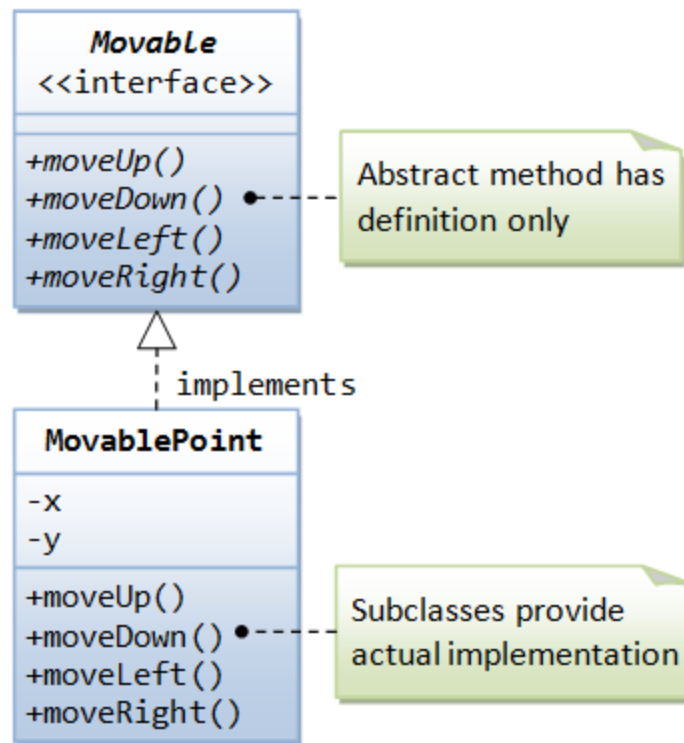 Movable
<<interface>>
+moveUp()
+moveDown()
+moveLeft()
+moveRight()
Abstract method has
definition only
implements
MovablePoint
-x
-y
+moveUp()
+moveDown()
+moveLeft()
+moveRight()
Subclasses provide
actual implementation